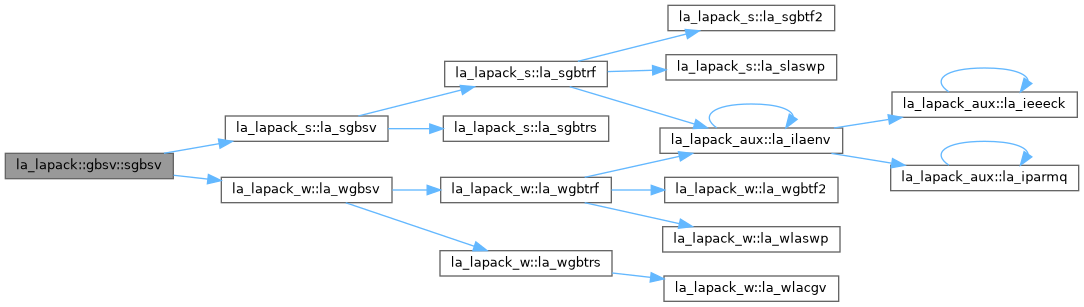 la_lapack_s::la_sgbtf2
la_lapack_s::la_sgbtrf
la_lapack_s::la_slaswp
la_lapack_aux::la_ieeeck
la_lapack_s::la_sgbsv
la_lapack_s::la_sgbtrs
la_lapack_aux::la_ilaenv
la_lapack::gbsv::sgbsv
la_lapack_aux::la_iparmq
la_lapack_w::la_wgbsv
la_lapack_w::la_wgbtrf
la_lapack_w::la_wgbtf2
la_lapack_w::la_wlaswp
la_lapack_w::la_wgbtrs
la_lapack_w::la_wlacgv